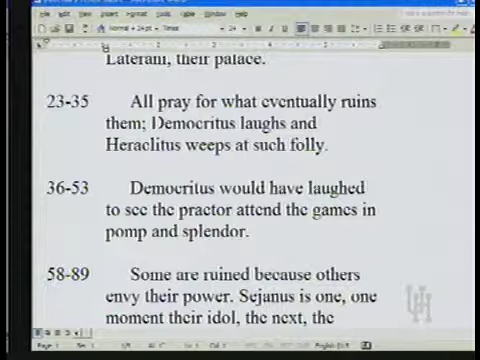 Laterani, their palace.
23-35 All pray for what eventually ruins
them; Democritus laughs and
Heraclitus weeps at such folly.
36-53 Democritus would have laughed
to see the praetor attend the games in
pomp and splendor.
58-89 Some are ruined because others
envy their power. Sejanus is one, one
moment their idol, the next, the
UH